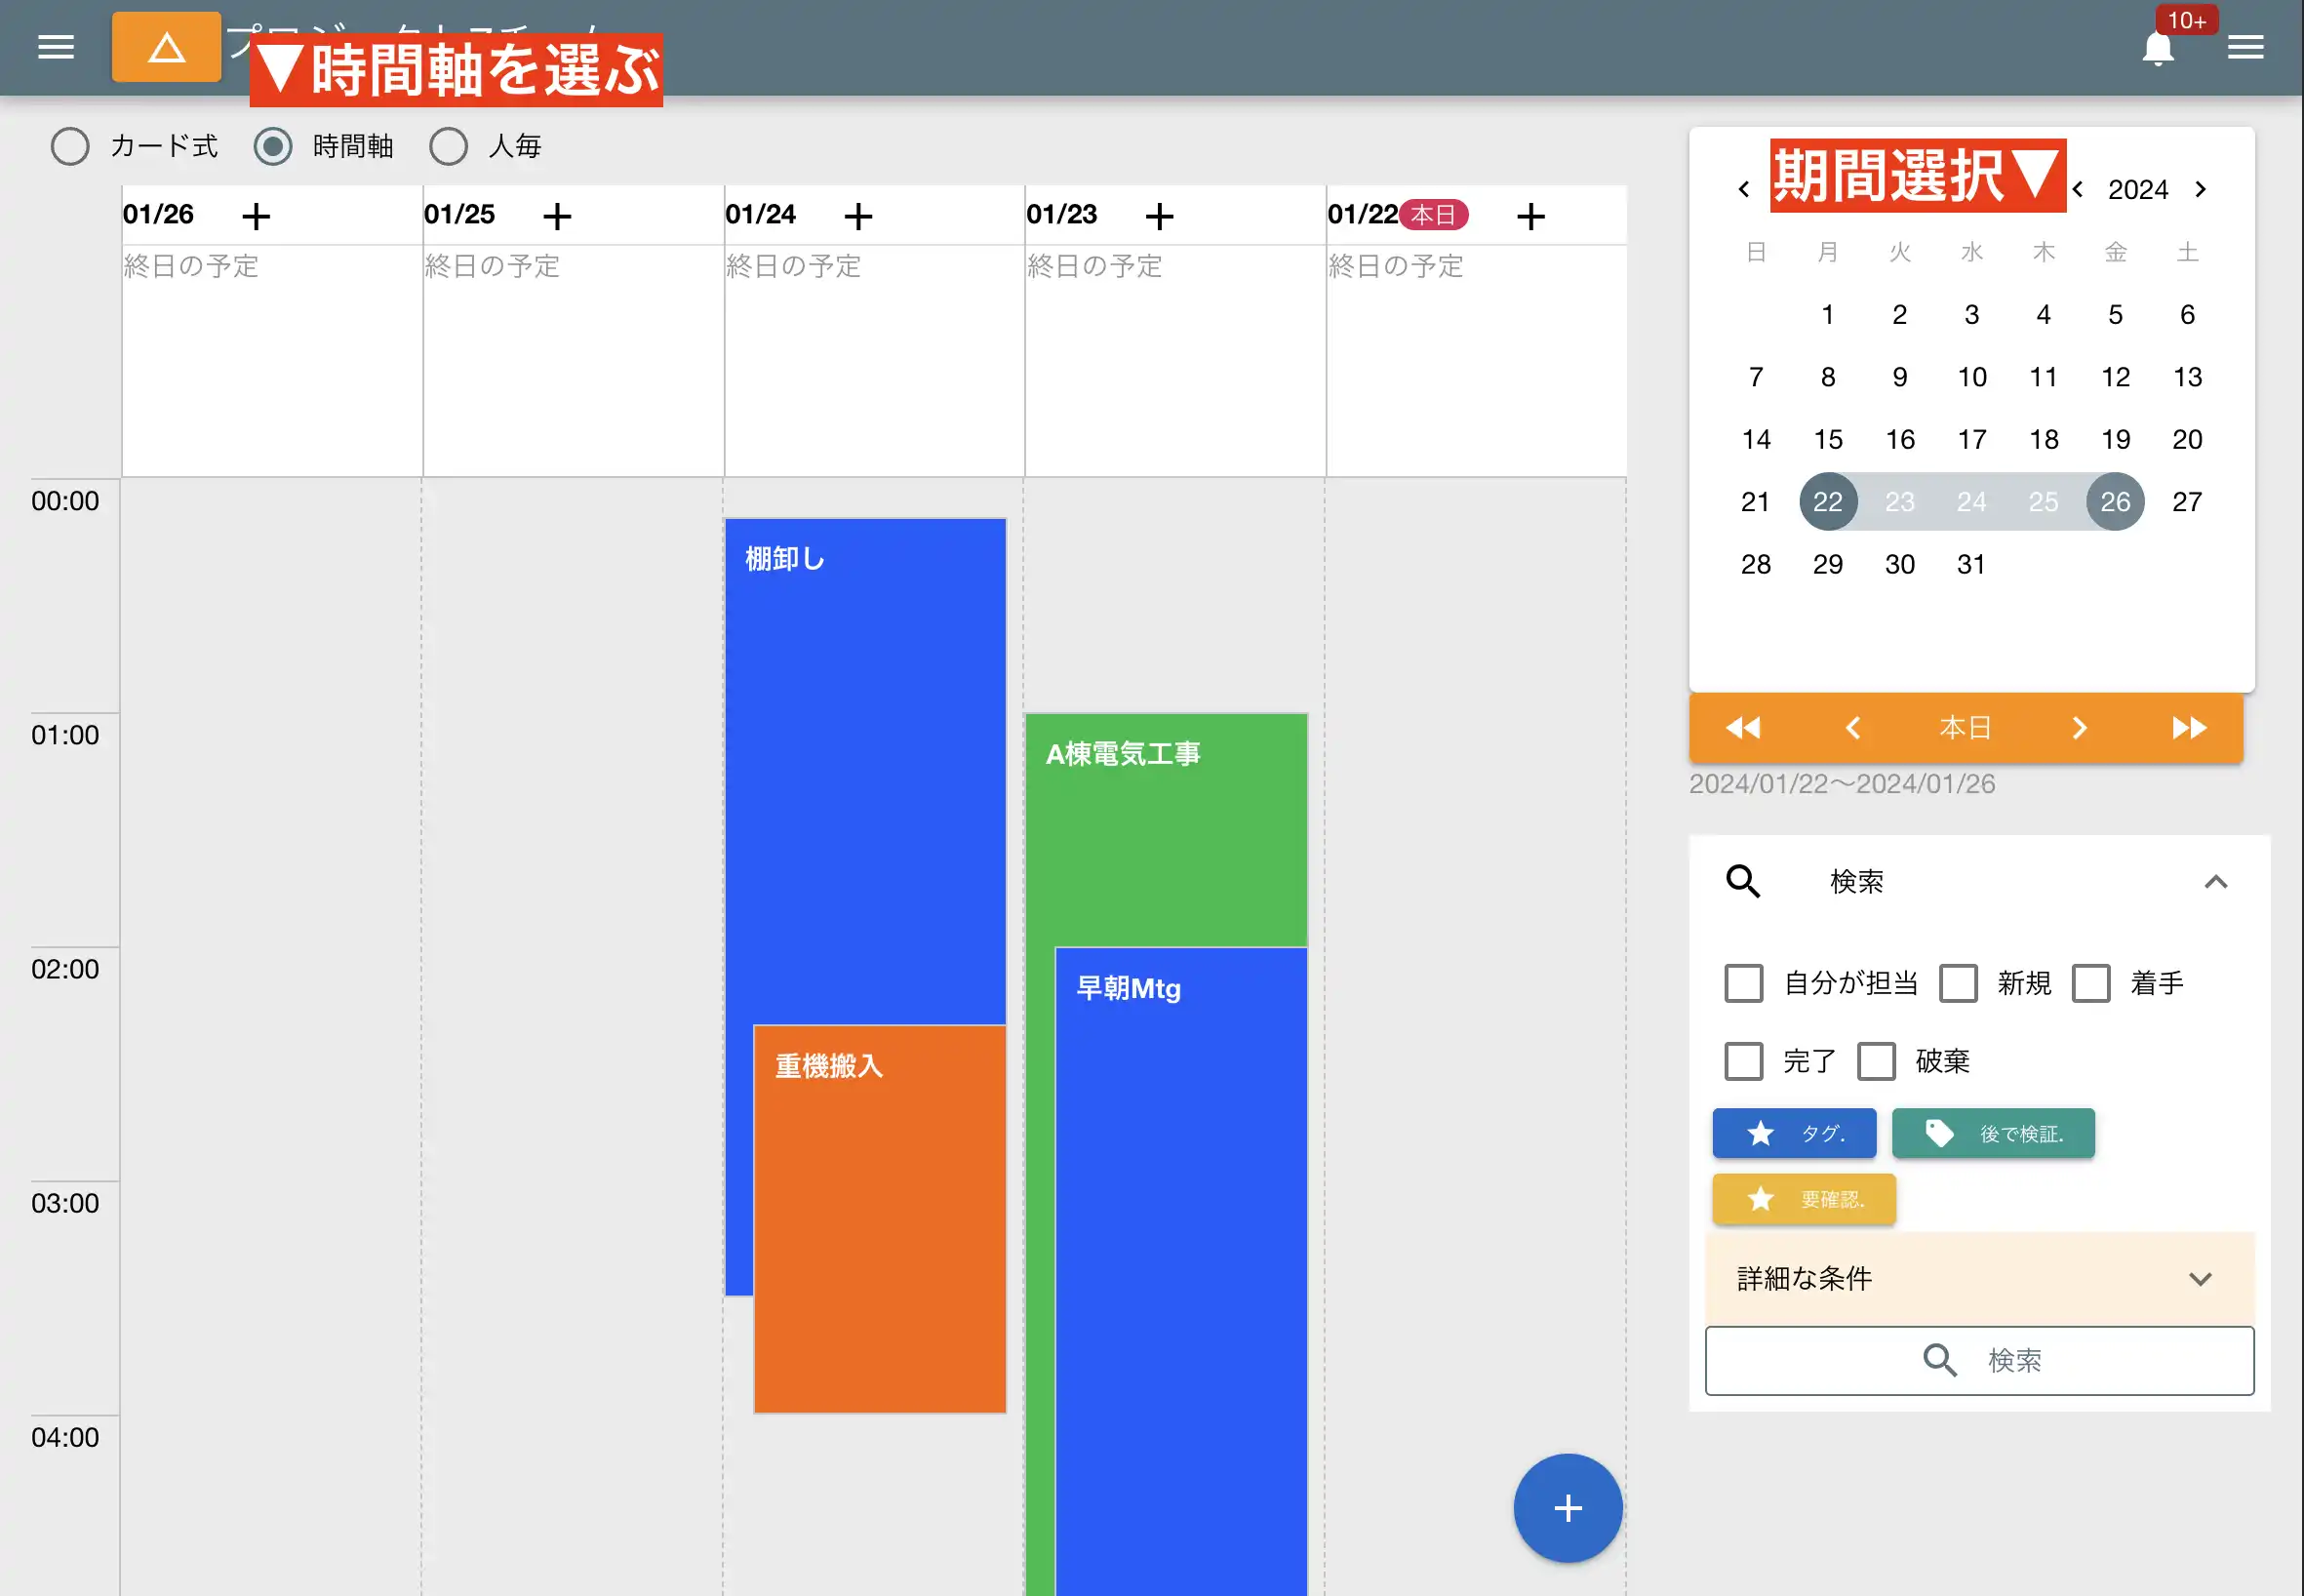 10+
▼時間軸を選ぶ
カード式 時間軸 人毎
01/26 + 01/25 + 01/24 + 01/23 + 01/22 本日 +
終日の予定 終日の予定 終日の予定 終日の予定 終日の予定
00:00
棚卸し
01:00
A棟電気工事
02:00
早朝Mtg
重機搬入
03:00
04:00
期間選択▼ 2024
日 月 火 水 木 金 土
1 2 3 4 5 6
7 8 9 10 11 12 13
14 15 16 17 18 19 20
21 22 23 24 25 26 27
28 29 30 31
本日
2024/01/22〜2024/01/26
検索
自分が担当 新規 着手
完了 破棄
タグ. 後で検証.
要確認.
詳細な条件
検索